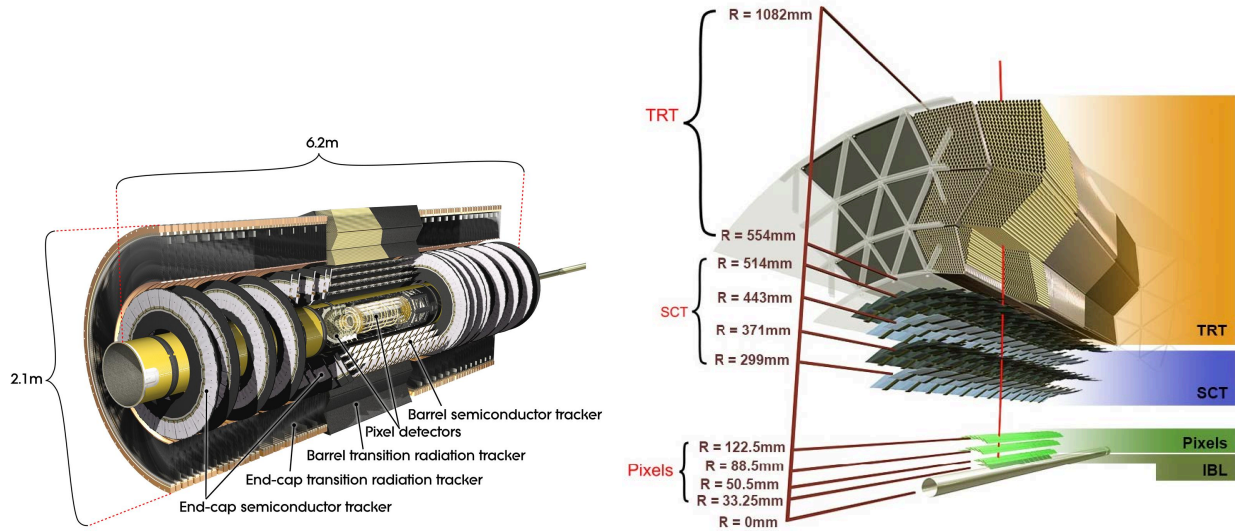 6.2m
2.1m
Barrel semiconductor tracker
Pixel detectors
Barrel transition radiation tracker
End-cap transition radiation tracker
End-cap semiconductor tracker
R = 1082mm
TRT
R = 554mm
R = 514mm
R = 443mm
SCT
R = 371mm
R = 299mm
TRT
SCT
R = 122.5mm
Pixels
R = 88.5mm
Pixels
R = 50.5mm
IBL
R = 33.25mm
R = 0mm